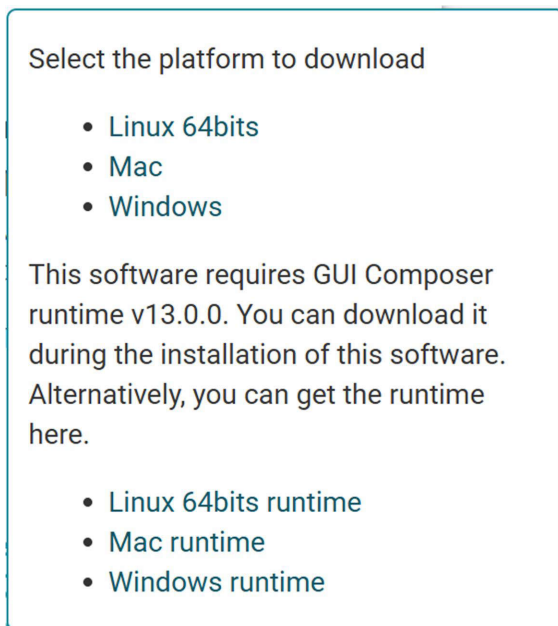 Select the platform to download
• Linux 64bits
• Mac
• Windows
This software requires GUI Composer
runtime v13.0.0. You can download it
during the installation of this software.
Alternatively, you can get the runtime
here.
• Linux 64bits runtime
• Mac runtime
• Windows runtime